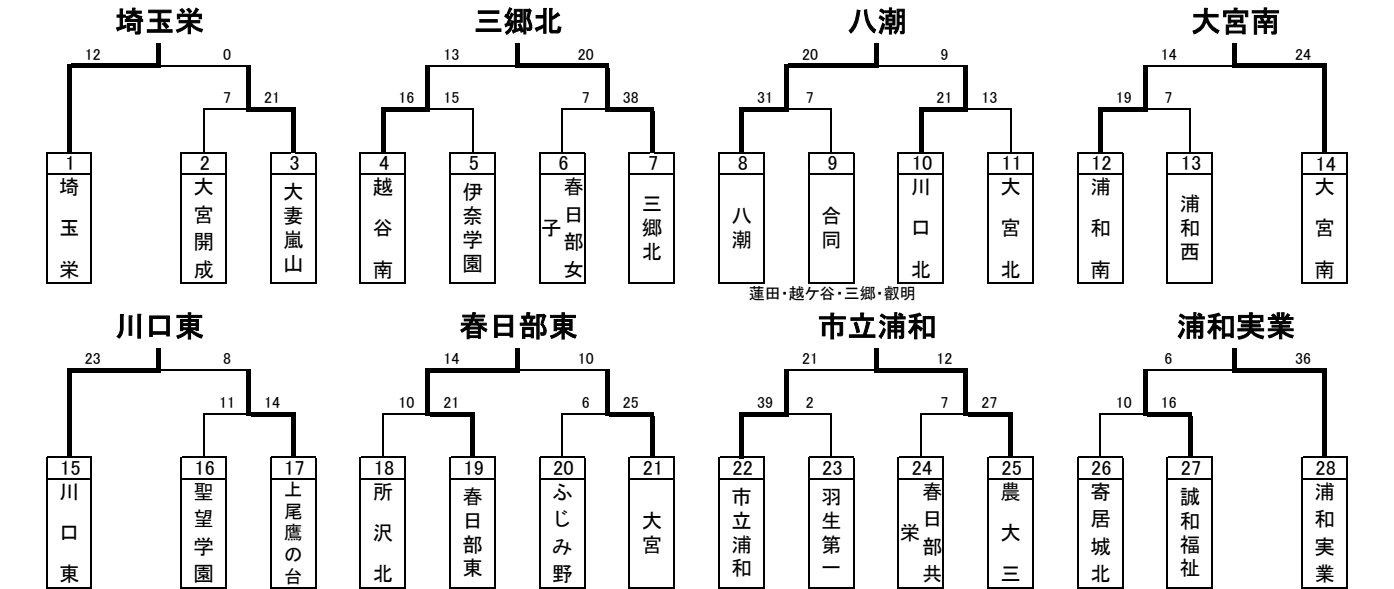 埼玉栄 三郷北 八潮 大宮南
12 0 13 20 20 9 14 24
7 21 16 15 7 38 31 7 21 13 19 7
1 2 3 4 5 6 7 8 9 10 11 12 13 14
埼玉栄 大宮開成 大妻嵐山 越谷南 伊奈学園 春日部女子 三郷北 八潮 合同 川口北 大宮北 浦和南 浦和西 大宮南
蓮田・越ケ谷・三郷・叡明
川口東 春日部東 市立浦和 浦和実業
23 8 14 10 21 12 6 36
11 14 10 21 6 25 39 2 7 27 10 16
15 16 17 18 19 20 21 22 23 24 25 26 27 28
川口東 聖望学園 上尾鷹の台 所沢北 春日部東 ふじみ野 大宮 市立浦和 羽生第一 春日部共栄 農大三 寄居城北 誠和福祉 浦和実業